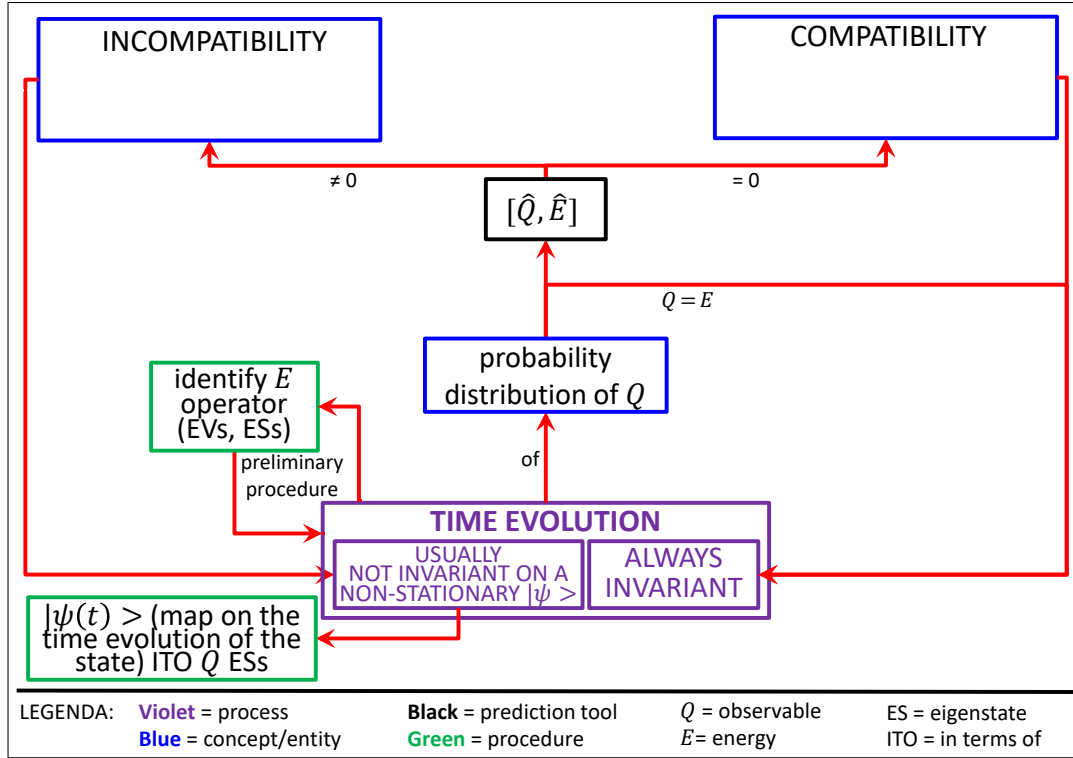 INCOMPATIBILITY
COMPATIBILITY
≠ 0
= 0
[Q̂, Ê]
Q = E
probability
distribution of Q
identify E
operator
(EVs, ESs)
preliminary
procedure
of
TIME EVOLUTION
USUALLY
NOT INVARIANT ON A
NON-STATIONARY |ψ >
ALWAYS
INVARIANT
|ψ(t) > (map on the
time evolution of the
state) ITO Q ESs
LEGENDA:
Violet = process
Blue = concept/entity
Black = prediction tool
Green = procedure
Q = observable
E= energy
ES = eigenstate
ITO = in terms of